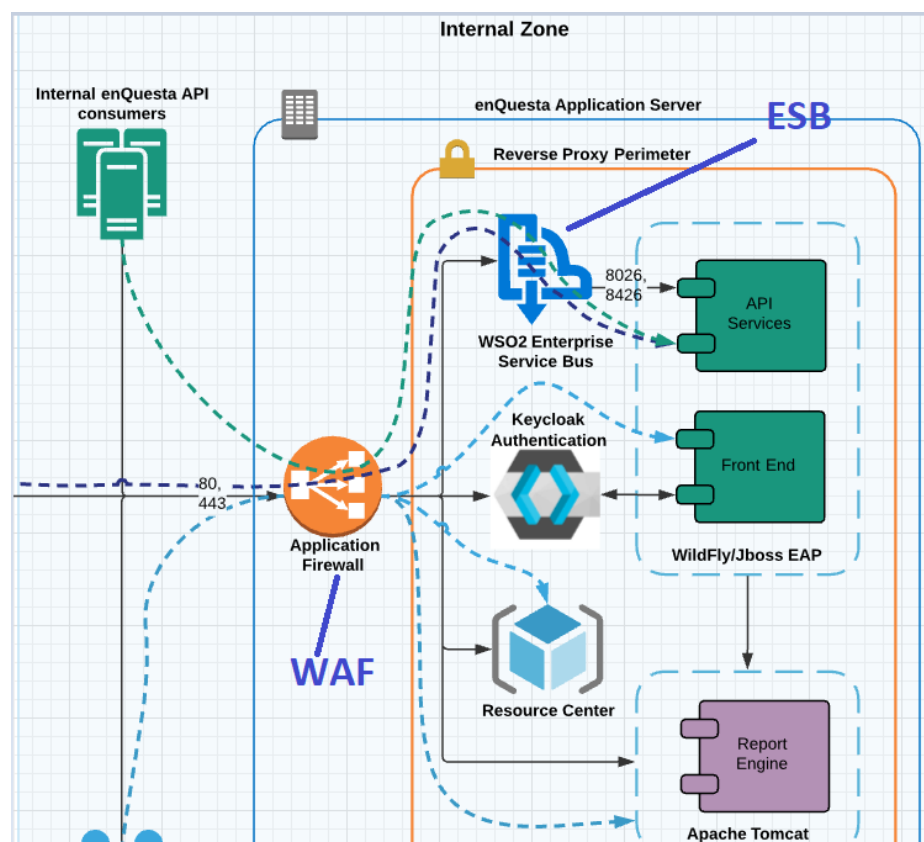 Internal Zone
Internal enQuesta API
consumers
enQuesta Application Server
ESB
Reverse Proxy Perimeter
8026,
8426
API
Services
WSO2 Enterprise
Service Bus
Keycloak
Authentication
Front End
80,
443
Application
Firewall
WildFly/Jboss EAP
WAF
Resource Center
Report
Engine
Apache Tomcat